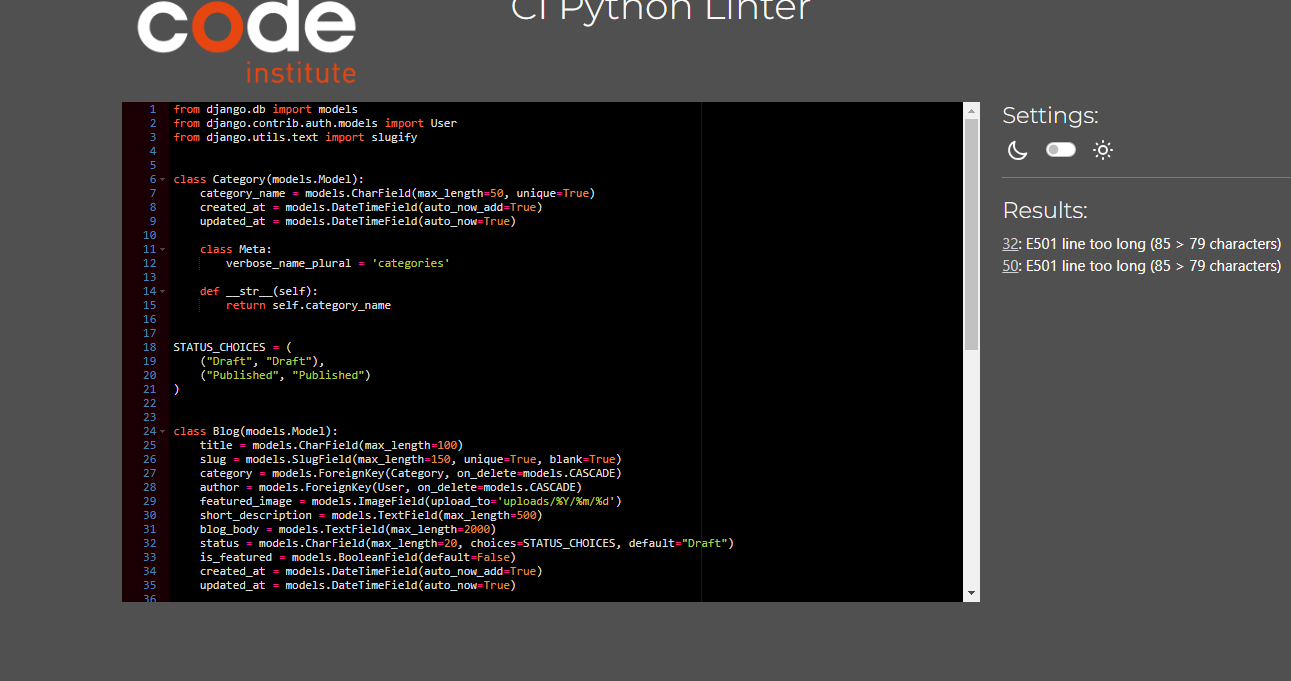 code
institute
CI Python Linter
1 from django.db import models
2 from django.contrib.auth.models import User
3 from django.utils.text import slugify
4
5
6 class Category(models.Model):
7     category_name = models.CharField(max_length=50, unique=True)
8     created_at = models.DateTimeField(auto_now_add=True)
9     updated_at = models.DateTimeField(auto_now=True)
10
11     class Meta:
12         verbose_name_plural = 'categories'
13
14     def __str__(self):
15         return self.category_name
16
17
18 STATUS_CHOICES = (
19     ("Draft", "Draft"),
20     ("Published", "Published")
21 )
22
23
24 class Blog(models.Model):
25     title = models.CharField(max_length=100)
26     slug = models.SlugField(max_length=150, unique=True, blank=True)
27     category = models.ForeignKey(Category, on_delete=models.CASCADE)
28     author = models.ForeignKey(User, on_delete=models.CASCADE)
29     featured_image = models.ImageField(upload_to='uploads/%Y/%m/%d')
30     short_description = models.TextField(max_length=500)
31     blog_body = models.TextField(max_length=2000)
32     status = models.CharField(max_length=20, choices=STATUS_CHOICES, default="Draft")
33     is_featured = models.BooleanField(default=False)
34     created_at = models.DateTimeField(auto_now_add=True)
35     updated_at = models.DateTimeField(auto_now=True)
36
Settings:
Results:
32: E501 line too long (85 > 79 characters)
50: E501 line too long (85 > 79 characters)